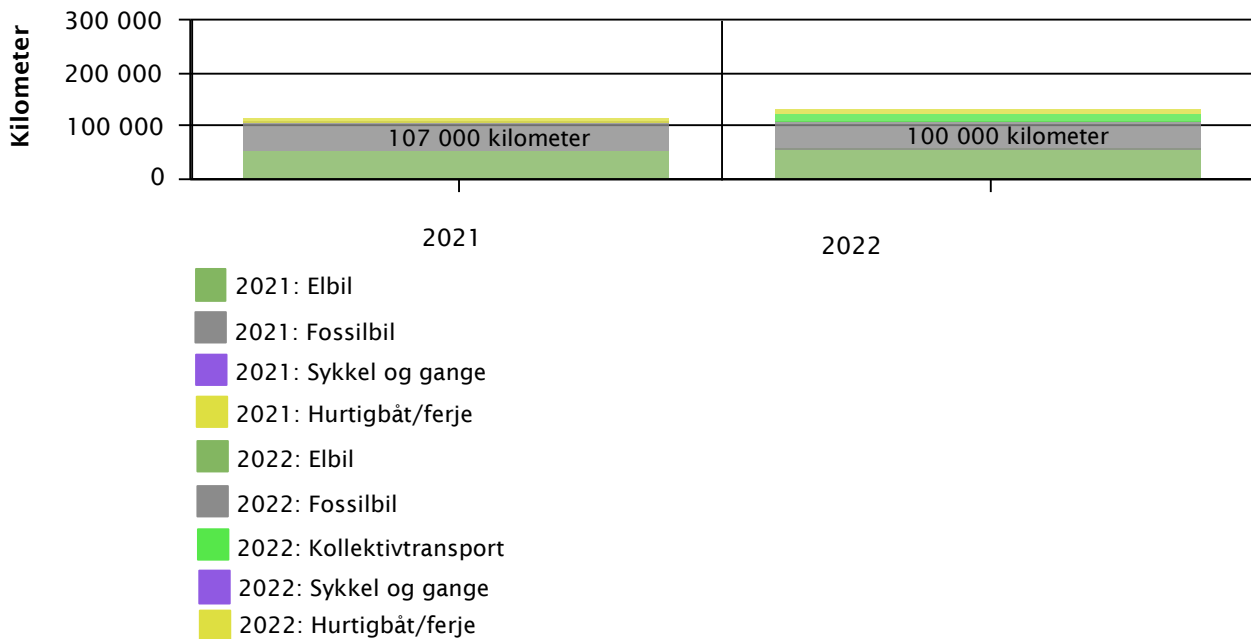 Kilometer
300 000
200 000
100 000
0
107 000 kilometer
100 000 kilometer
2021
2022
2021: Elbil
2021: Fossilbil
2021: Sykkel og gange
2021: Hurtigbåt/ferje
2022: Elbil
2022: Fossilbil
2022: Kollektivtransport
2022: Sykkel og gange
2022: Hurtigbåt/ferje